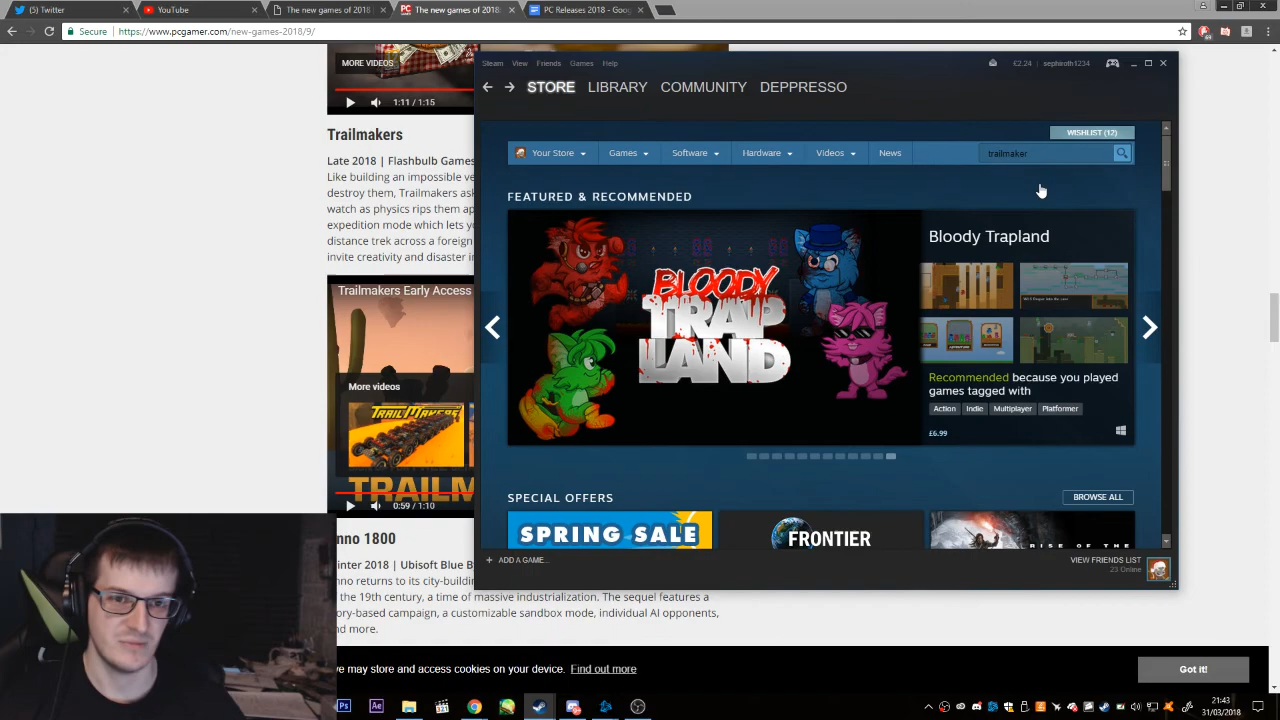 (5) Twitter
YouTube
The new games of 2018
The new games of 2018:
PC Releases 2018 - Goog
Secure
https://www.pcgamer.com/new-games-2018/9/
MORE VIDEOS
1:11 / 1:15
Trailmakers
Late 2018 | Flashbulb Games
Like building an impossible ve
destroy them, Trailmakers ask
watch as physics rips them ap
expedition mode which lets y
distance trek across a foreign
invite creativity and disaster i
Trailmakers Early Access
More videos
TRAILMAKERS
TRAILM
0:59 / 1:10
nno 1800
inter 2018 | Ubisoft Blue B
nno returns to its city-buildin
the 19th century, a time of massive industrialization. The sequel features a
ory-based campaign, a customizable sandbox mode, individual AI opponents,
nd more.
Steam View Friends Games Help
£2.24
sephiroth1234
STORE LIBRARY COMMUNITY DEPPRESSO
WISHLIST (12)
Your Store Games Software Hardware Videos News
trailmaker
FEATURED & RECOMMENDED
BLOODY
TRAP
LAND
Bloody Trapland
Recommended because you played
games tagged with
Action Indie Multiplayer Platformer
£6.99
SPECIAL OFFERS
BROWSE ALL
SPRING SALE
FRONTIER
RISE OF THE
+ ADD A GAME...
VIEW FRIENDS LIST
23 Online
we may store and access cookies on your device. Find out more
Got it!
Ps
Ae
21:43
31/03/2018